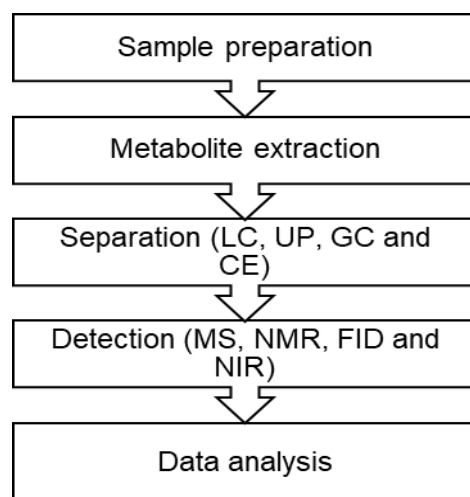 Sample preparation
Metabolite extraction
Separation (LC, UP, GC and
CE)
Detection (MS, NMR, FID and
NIR)
Data analysis